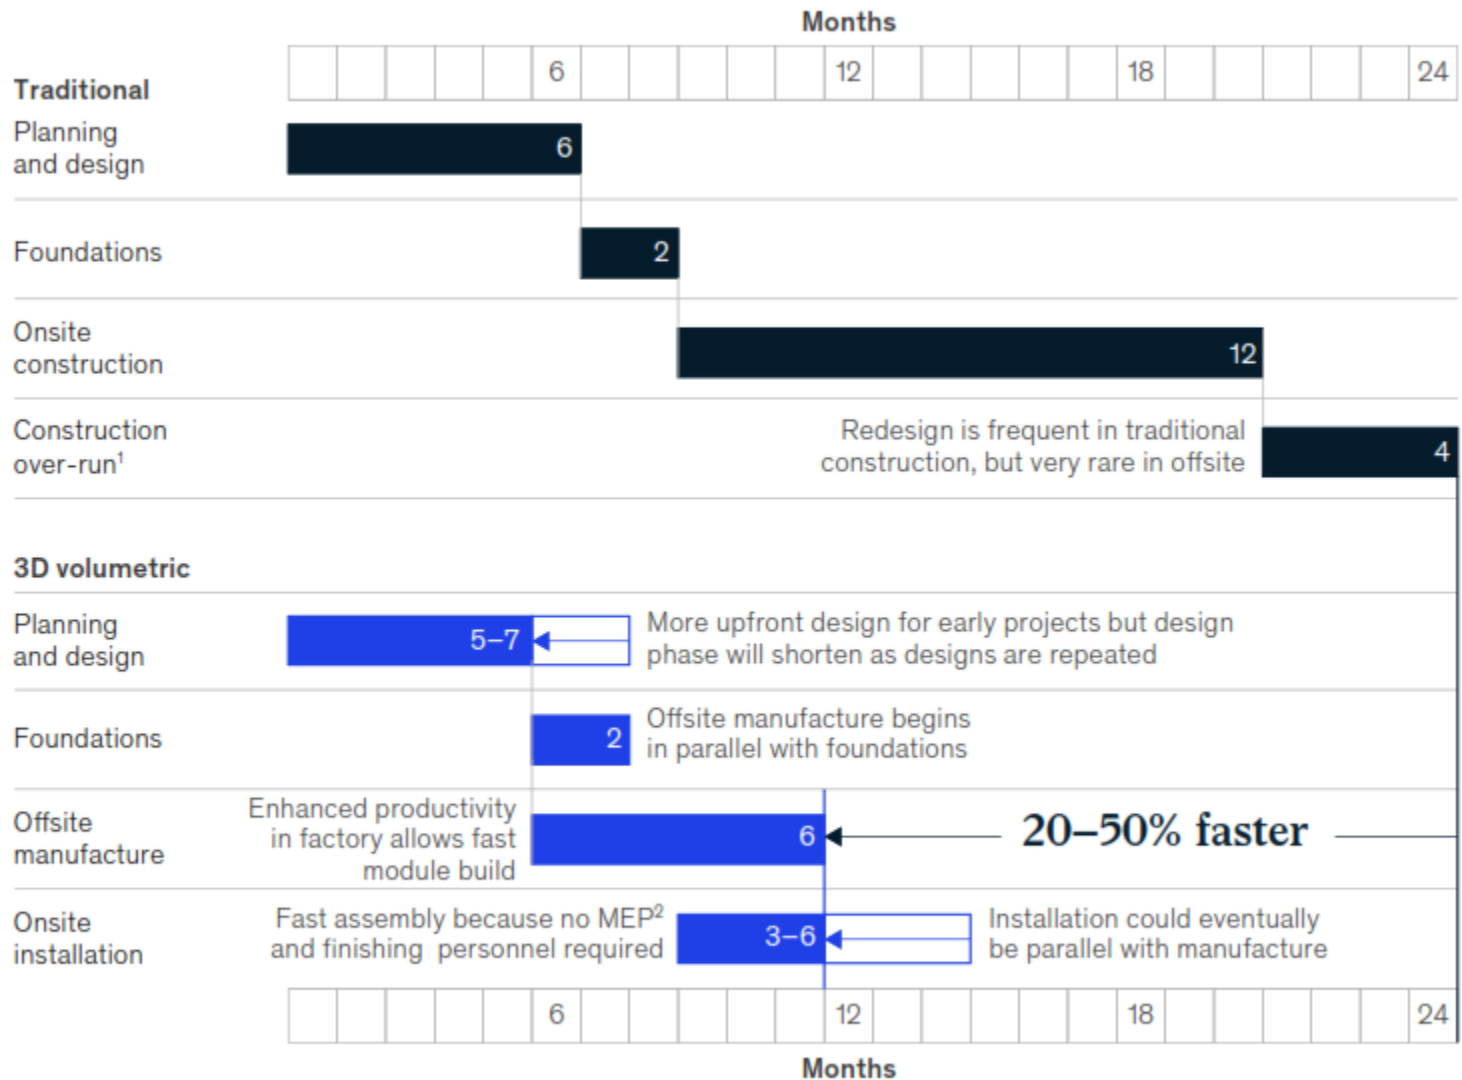 Months
6 12 18 24
Traditional
Planning
and design
6
Foundations
2
Onsite
construction
12
Construction
over-run¹
Redesign is frequent in traditional
construction, but very rare in offsite
4
3D volumetric
Planning
and design
5–7
More upfront design for early projects but design
phase will shorten as designs are repeated
Foundations
2
Offsite manufacture begins
in parallel with foundations
Offsite
manufacture
Enhanced productivity
in factory allows fast
module build
6
20–50% faster
Onsite
installation
Fast assembly because no MEP²
and finishing personnel required
3–6
Installation could eventually
be parallel with manufacture
6 12 18 24
Months